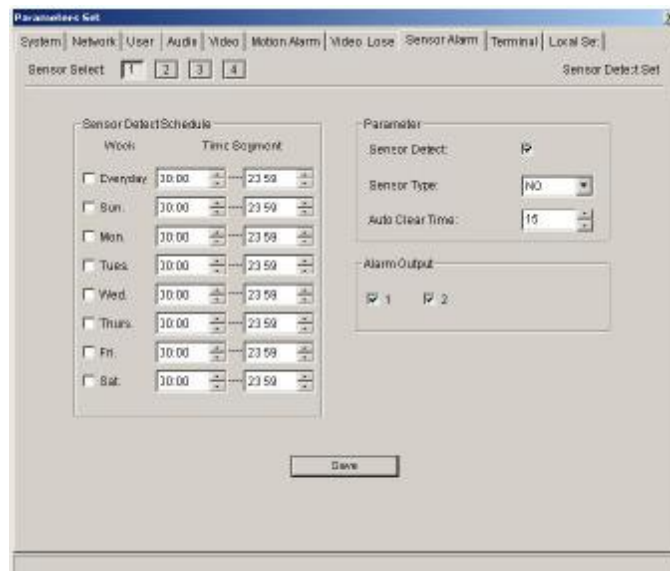 Parameters Set
System Network User Audio Video Motion Alarm Video Lose Sensor Alarm Terminal Local Set
Sensor Select 1 2 3 4 Sensor Detect Set
Sensor Detect Schedule
Week Time Segment
Everyday 00:00 --- 23:59
Sun. 00:00 --- 23:59
Mon. 00:00 --- 23:59
Tues. 00:00 --- 23:59
Wed. 00:00 --- 23:59
Thurs. 00:00 --- 23:59
Fri. 00:00 --- 23:59
Sat. 00:00 --- 23:59
Parameter
Sensor Detect:
Sensor Type: NO
Auto Clear Time: 15
Alarm Output
1 2
Save